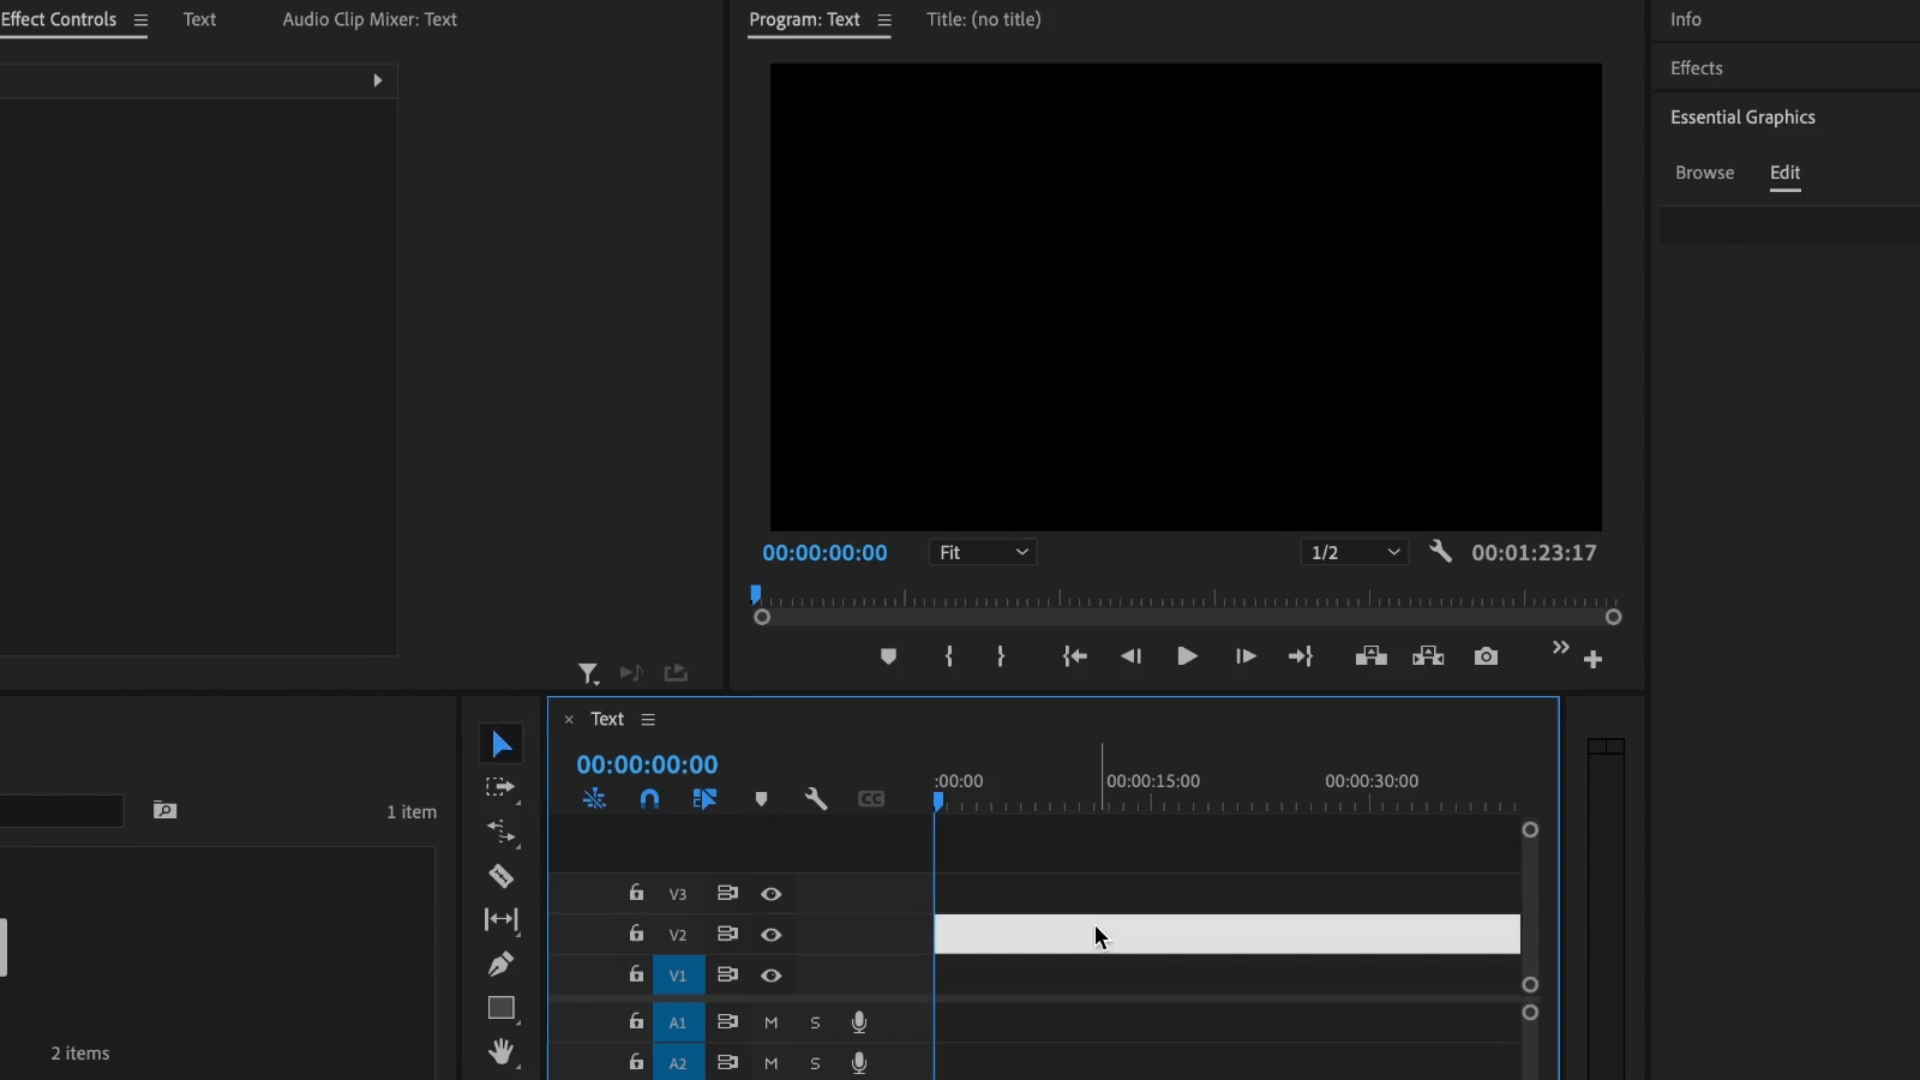 Effect Controls
Text
Audio Clip Mixer: Text
Program: Text
Title: (no title)
Info
Effects
Essential Graphics
Browse
Edit
00:00:00:00
Fit
1/2
00:01:23:17
Text
00:00:00:00
:00:00
00:00:15:00
00:00:30:00
CC
1 item
V3
V2
V1
A1
M
S
A2
M
S
2 items